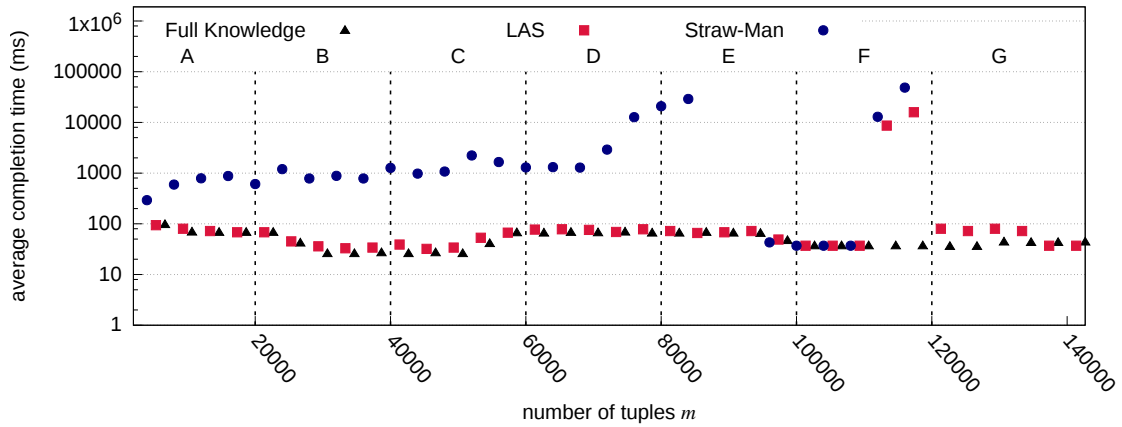 Full Knowledge LAS Straw-Man
A B C D E F G
average completion time (ms)
1x10⁶
100000
10000
1000
100
10
1
20000 40000 60000 80000 100000 120000 140000
number of tuples m